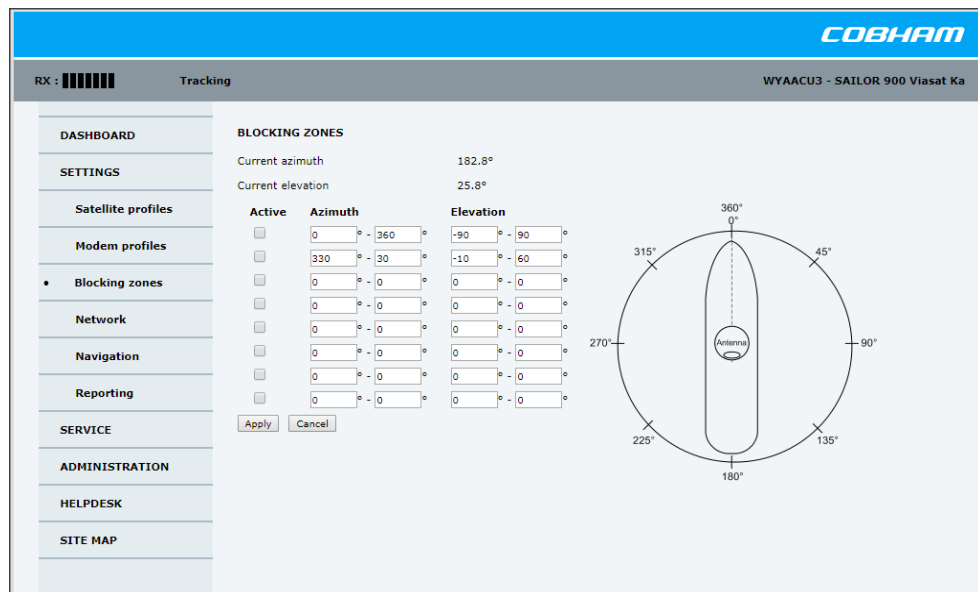 COBHAM
RX :
Tracking
WYAACU3 - SAILOR 900 Viasat Ka
DASHBOARD
SETTINGS
Satellite profiles
Modem profiles
• Blocking zones
Network
Navigation
Reporting
SERVICE
ADMINISTRATION
HELPDESK
SITE MAP
BLOCKING ZONES
Current azimuth 182.8°
Current elevation 25.8°
Active Azimuth Elevation
0 ° - 360 ° -90 ° - 90 °
330 ° - 30 ° -10 ° - 60 °
0 ° - 0 ° 0 ° - 0 °
0 ° - 0 ° 0 ° - 0 °
0 ° - 0 ° 0 ° - 0 °
0 ° - 0 ° 0 ° - 0 °
0 ° - 0 ° 0 ° - 0 °
0 ° - 0 ° 0 ° - 0 °
Apply Cancel
360°
0°
315°
45°
270°
Antenna
90°
225°
135°
180°